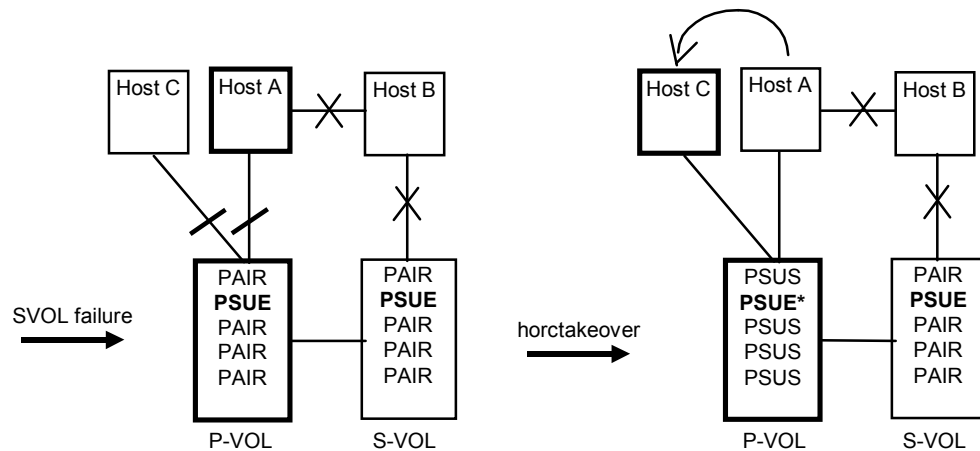 Host C
Host A
Host B
SVOL failure
PAIR
PSUE
PAIR
PAIR
PAIR
P-VOL
PAIR
PSUE
PAIR
PAIR
PAIR
S-VOL
horctakeover
Host C
Host A
Host B
PSUS
PSUE*
PSUS
PSUS
PSUS
P-VOL
PAIR
PSUE
PAIR
PAIR
PAIR
S-VOL